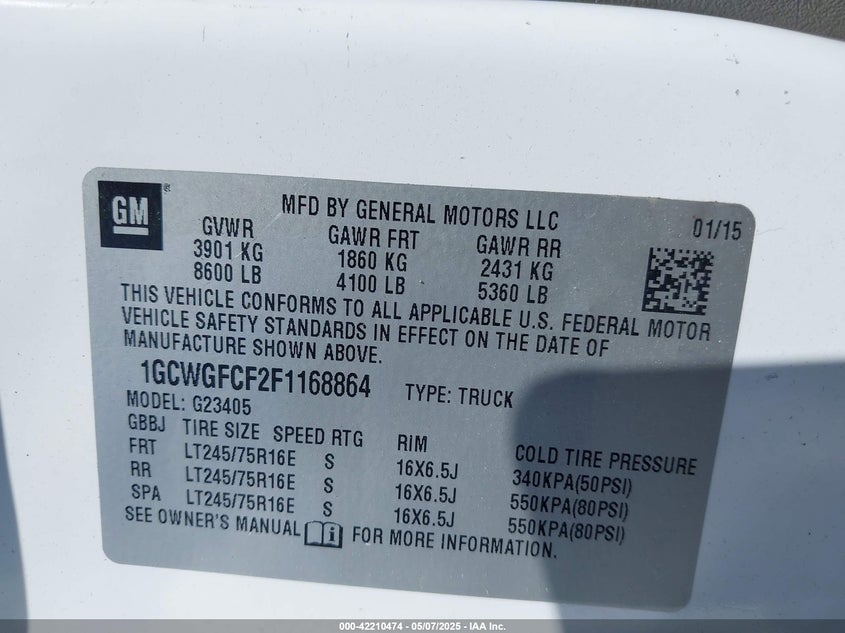 GM
MFD BY GENERAL MOTORS LLC 01/15
GVWR GAWR FRT GAWR RR
3901 KG 1860 KG 2431 KG
8600 LB 4100 LB 5360 LB
THIS VEHICLE CONFORMS TO ALL APPLICABLE U.S. FEDERAL MOTOR
VEHICLE SAFETY STANDARDS IN EFFECT ON THE DATE OF
MANUFACTURE SHOWN ABOVE.
1GCWGFCF2F1168864 TYPE: TRUCK
MODEL: G23405
GBBJ TIRE SIZE SPEED RTG RIM COLD TIRE PRESSURE
FRT LT245/75R16E S 16X6.5J 340KPA(50PSI)
RR LT245/75R16E S 16X6.5J 550KPA(80PSI)
SPA LT245/75R16E S 16X6.5J 550KPA(80PSI)
SEE OWNER'S MANUAL i FOR MORE INFORMATION.
000-42210474 — 05/07/2025 — IAA Inc.